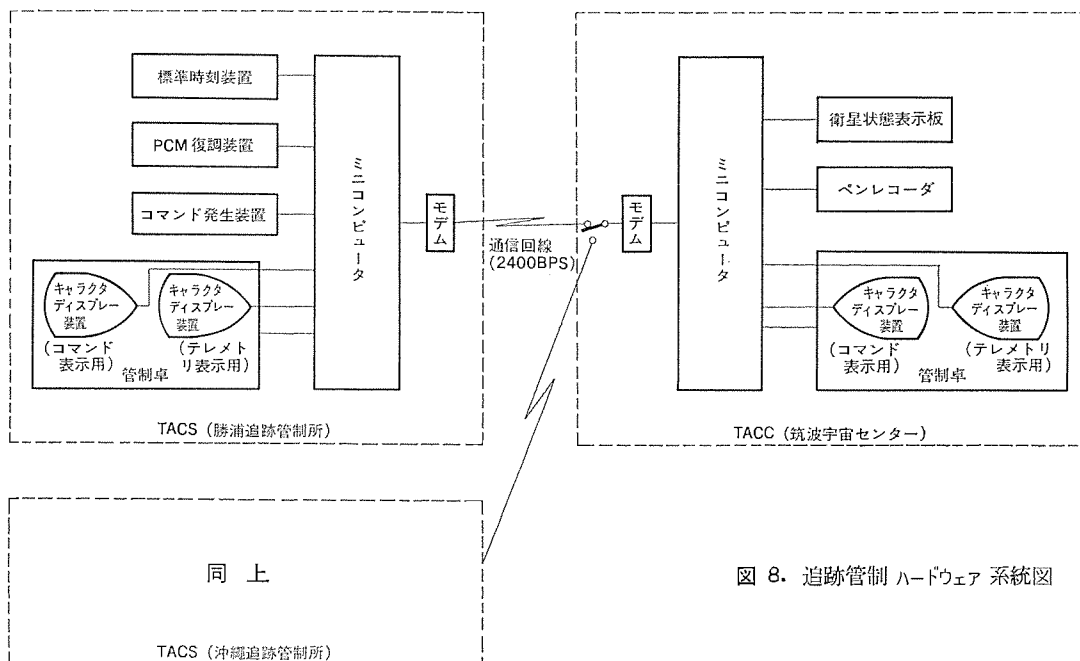 標準時刻装置
PCM 復調装置
コマンド発生装置
キャラクタ
ディスプレー
装置
(コマンド
表示用)
キャラクタ
ディスプレー
装置
(テレメト
リ表示用)
管制卓
ミニコンピュータ
モデム
TACS (勝浦追跡管制所)
通信回線
(2400BPS)
モデム
ミニコンピュータ
衛星状態表示板
ペンレコーダ
キャラクタ
ディスプレー
装置
(コマンド
表示用)
キャラクタ
ディスプレー
装置
(テレメトリ
表示用)
管制卓
TACC (筑波宇宙センター)
同 上
TACS (沖縄追跡管制所)
図 8. 追跡管制 ハードウェア 系統図